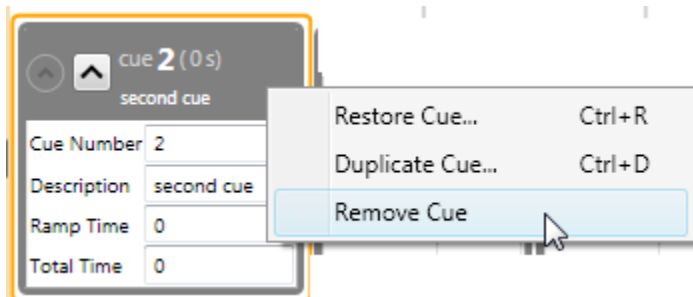 cue 2 ( 0 s)
second cue
Cue Number 2
Description second cue
Ramp Time 0
Total Time 0
Restore Cue... Ctrl+R
Duplicate Cue... Ctrl+D
Remove Cue